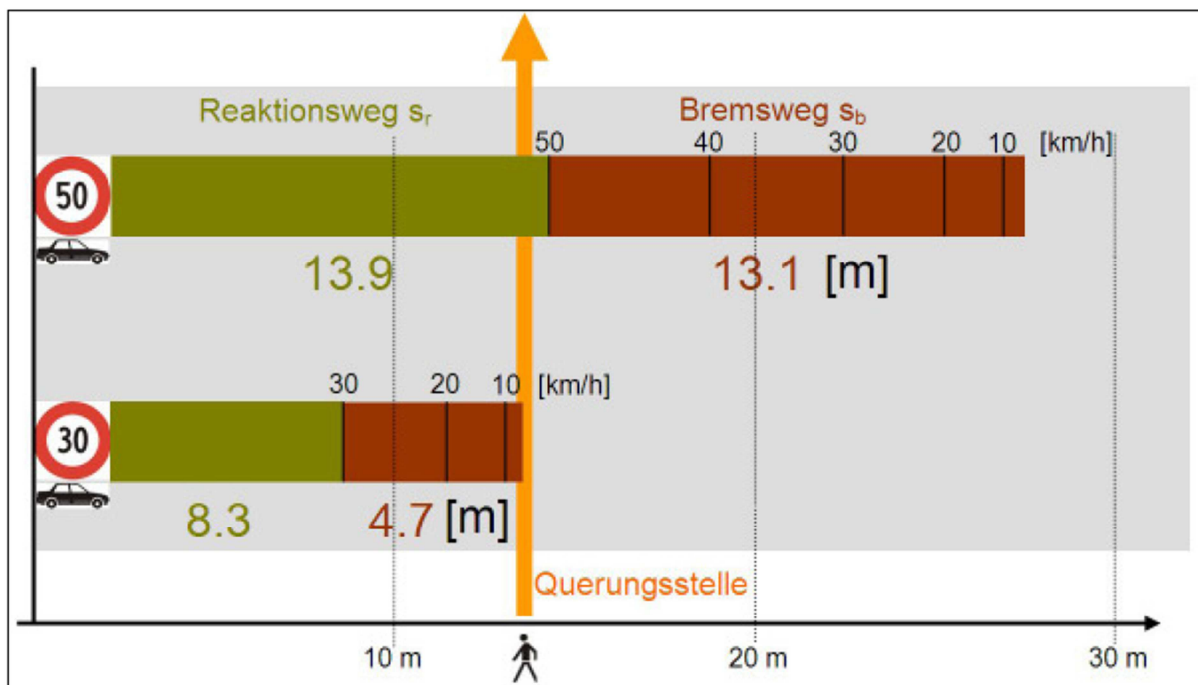 Reaktionsweg sᵣ Bremsweg s_b
50 40 30 20 10 [km/h]
50
13.9 13.1 [m]
30 20 10 [km/h]
30
8.3 4.7 [m]
Querungsstelle
10 m 20 m 30 m